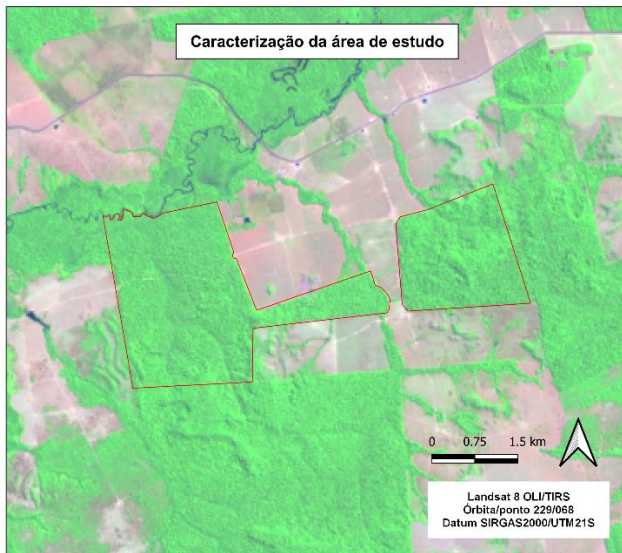 Caracterização da área de estudo
0 0.75 1.5 km
Landsat 8 OLI/TIRS
Órbita/ponto 229/068
Datum SIRGAS2000/UTM21S